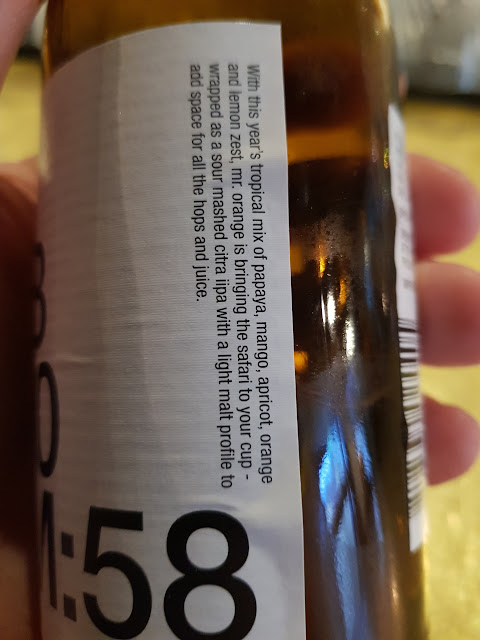 With this year's tropical mix of papaya, mango, apricot, orange
and lemon zest, mr. orange is bringing the safari to your cup -
wrapped as a sour mashed citra iipa with a light malt profile to
add space for all the hops and juice.
:58